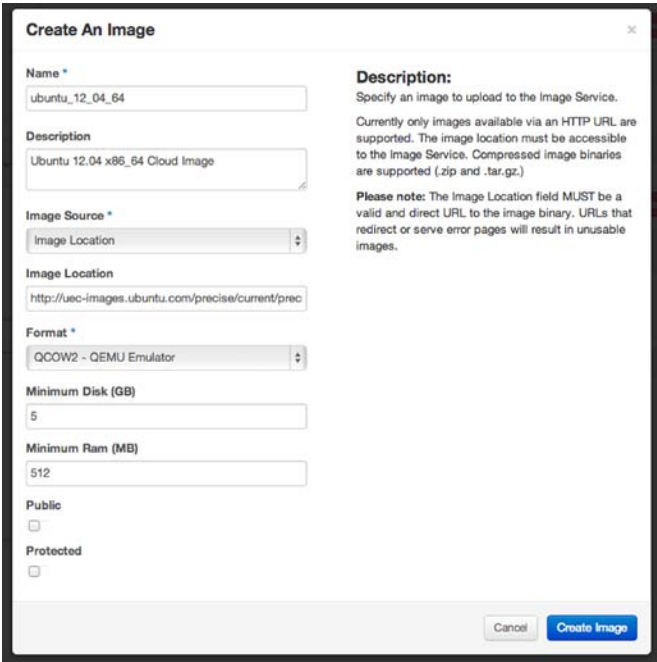 Create An Image
×
Name *
ubuntu_12_04_64
Description
Ubuntu 12.04 x86_64 Cloud Image
Image Source *
Image Location
Image Location
http://uec-images.ubuntu.com/precise/current/prec
Format *
QCOW2 - QEMU Emulator
Minimum Disk (GB)
5
Minimum Ram (MB)
512
Public
Protected
Description:
Specify an image to upload to the Image Service.
Currently only images available via an HTTP URL are
supported. The image location must be accessible
to the Image Service. Compressed image binaries
are supported (.zip and .tar.gz.)
Please note: The Image Location field MUST be a
valid and direct URL to the image binary. URLs that
redirect or serve error pages will result in unusable
images.
Cancel
Create Image